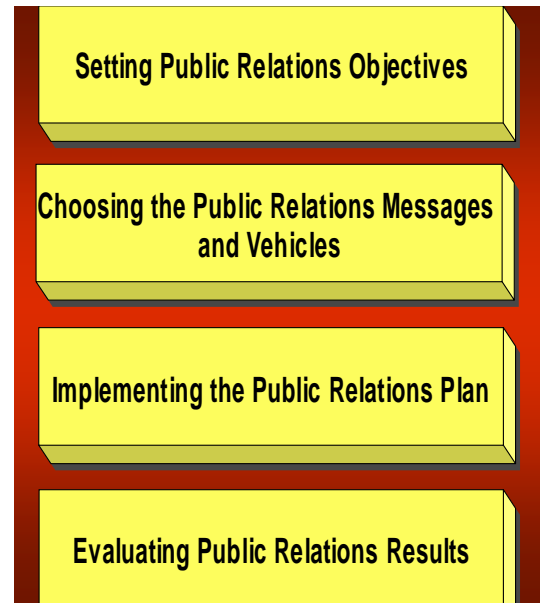 Setting Public Relations Objectives
Choosing the Public Relations Messages
and Vehicles
Implementing the Public Relations Plan
Evaluating Public Relations Results